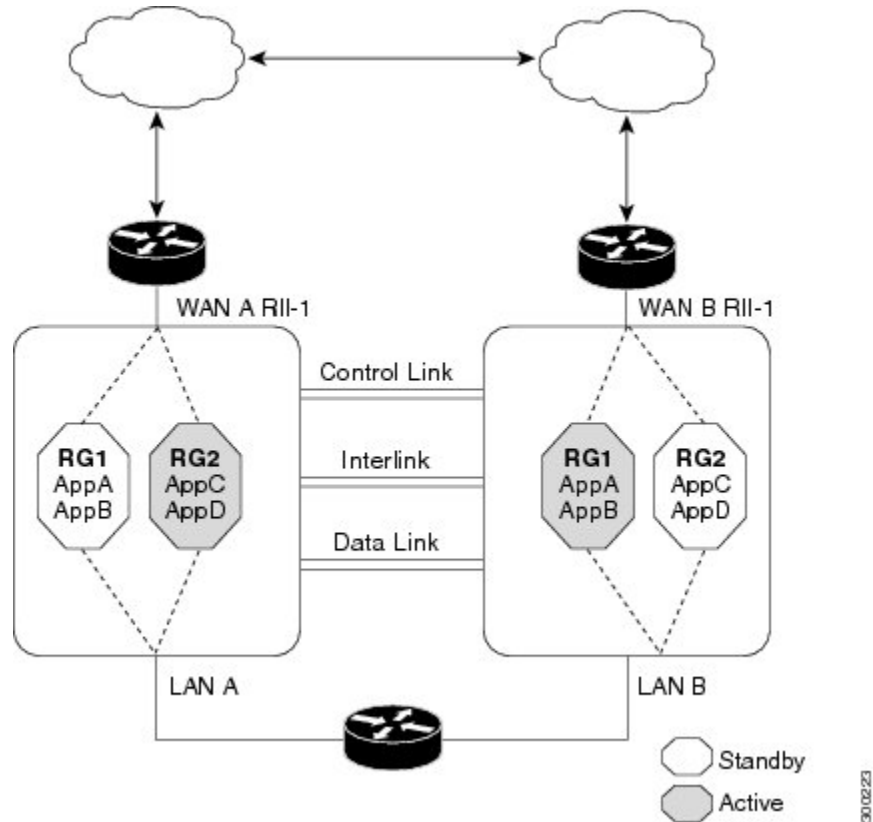 WAN A RII-1
WAN B RII-1
Control Link
Interlink
Data Link
RG1
AppA
AppB
RG2
AppC
AppD
RG1
AppA
AppB
RG2
AppC
AppD
LAN A
LAN B
Standby
Active
300223